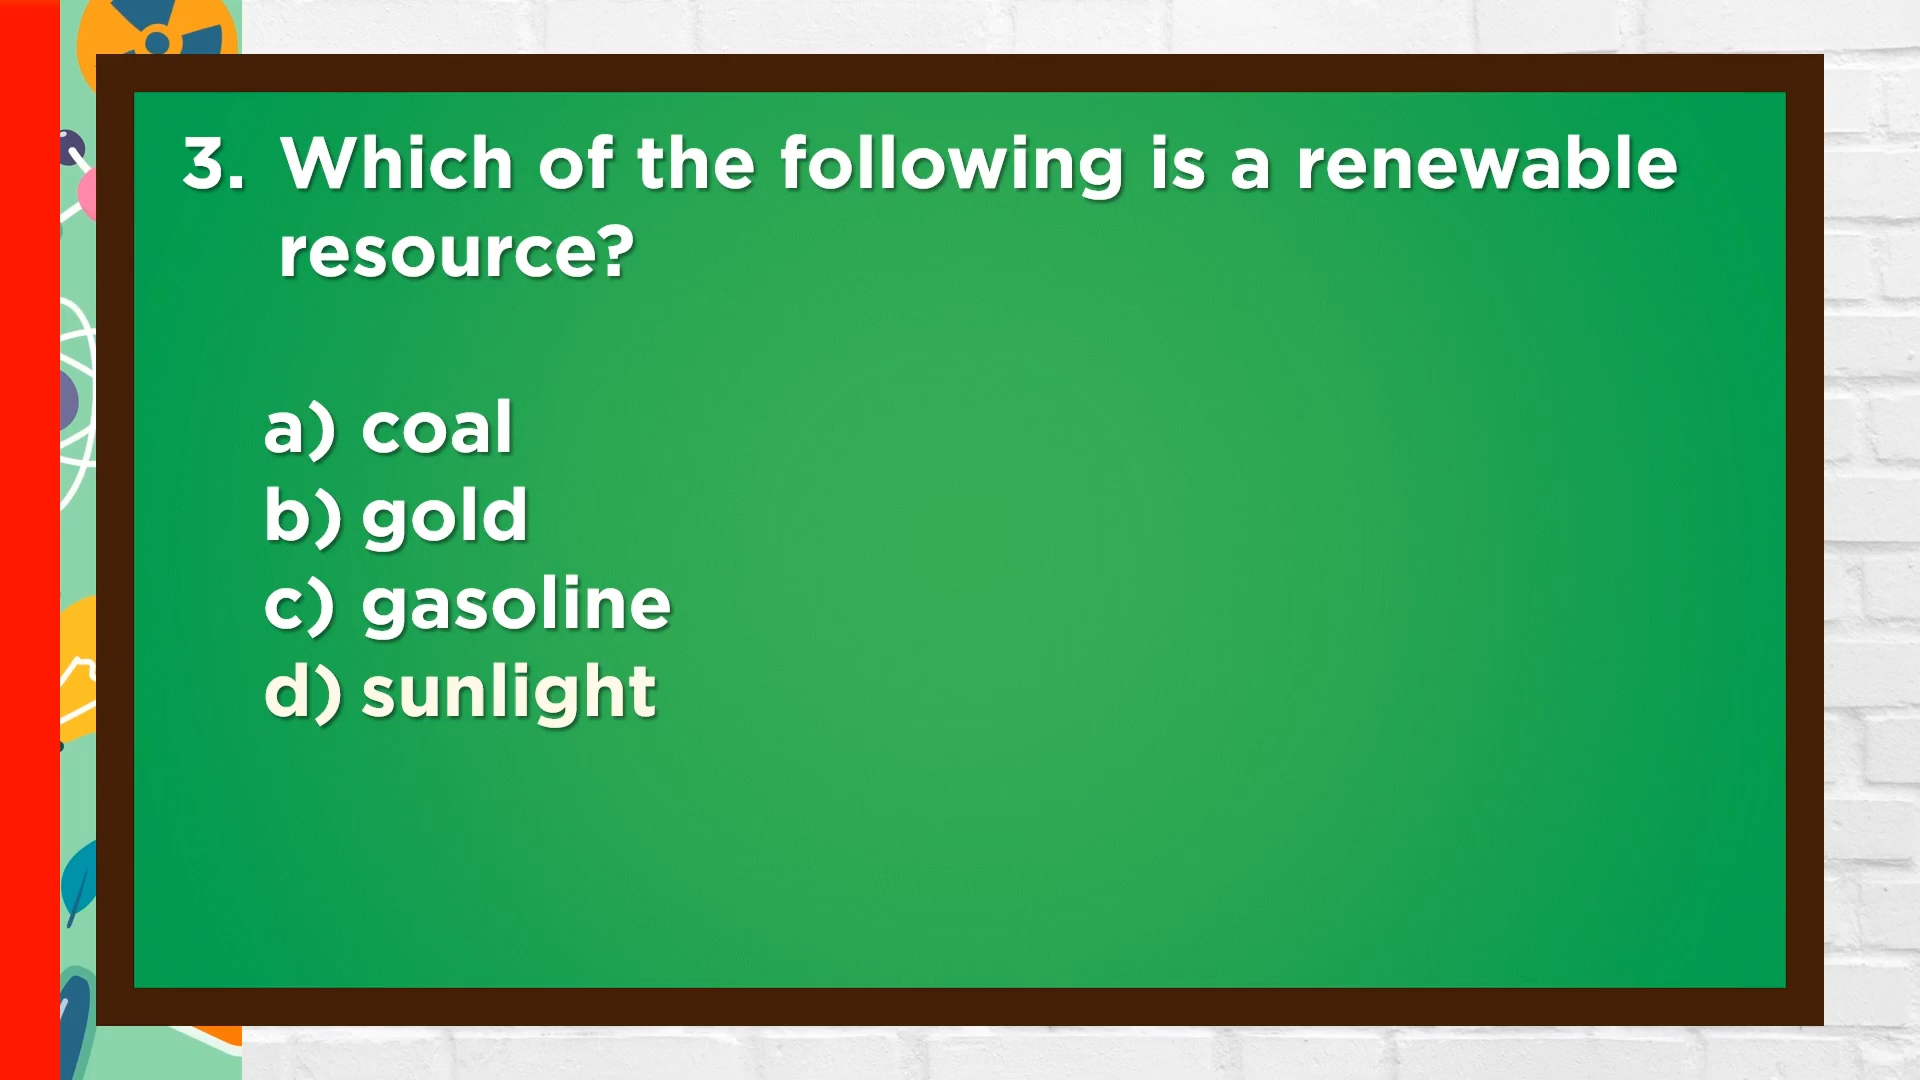 3. Which of the following is a renewable
resource?
a) coal
b) gold
c) gasoline
d) sunlight